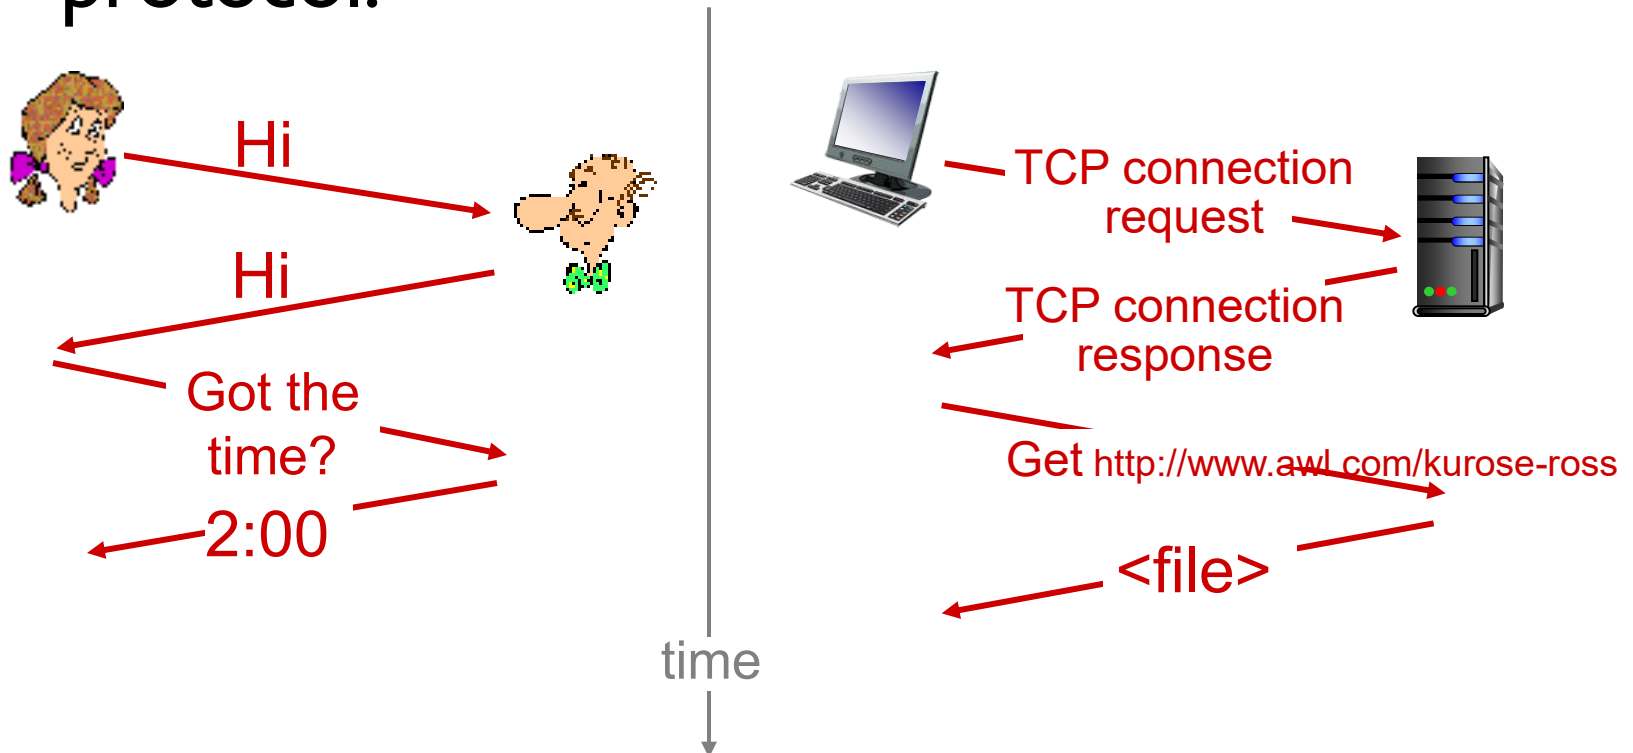 protocol:
Hi
Hi
Got the
time?
2:00
TCP connection
request
TCP connection
response
Get http://www.awl.com/kurose-ross
<file>
time